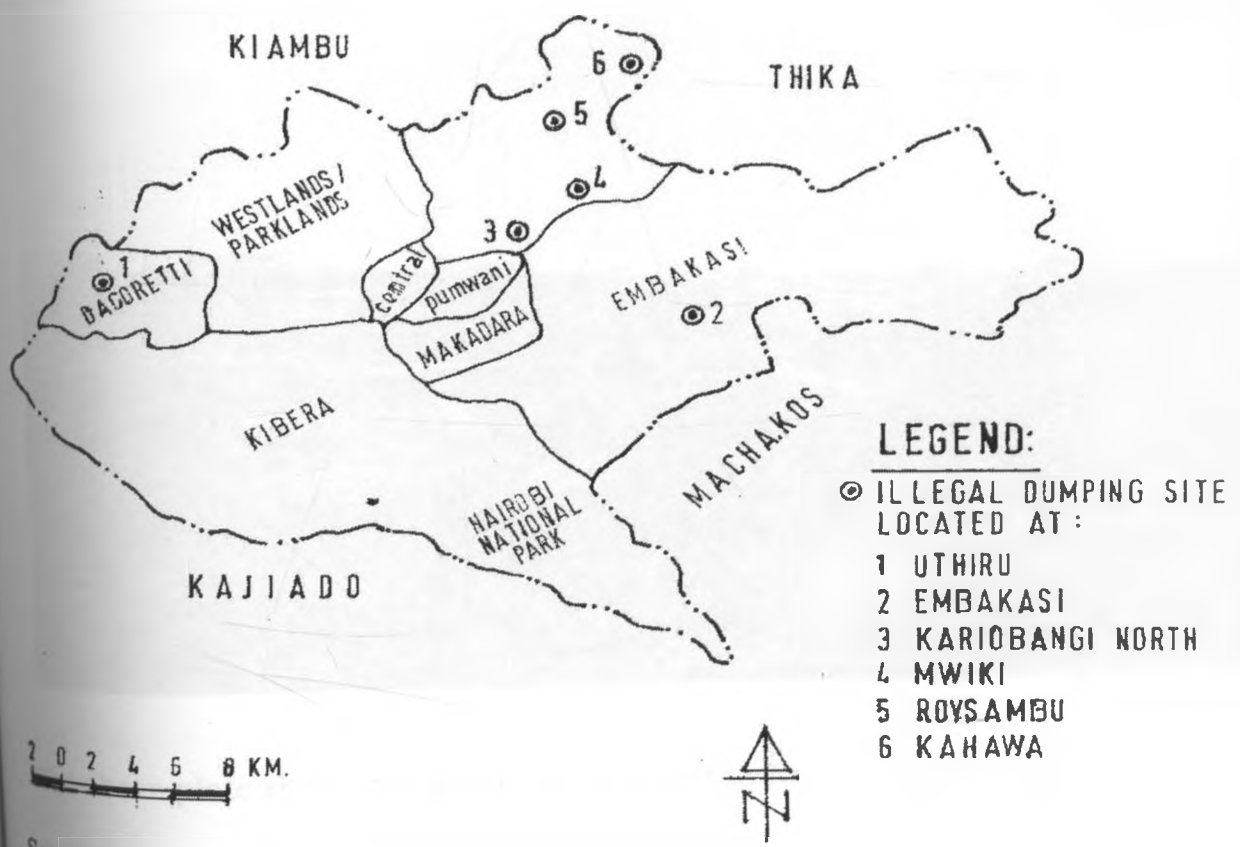 KIAMBU
THIKA
6
5
4
3
WESTLANDS/
PARKLANDS
1
DAGORETTI
central
pumwani
MAKADARA
EMBAKASI
2
KIBERA
NAIROBI
NATIONAL
PARK
MACHAKOS
KAJIADO
LEGEND:
ILLEGAL DUMPING SITE
LOCATED AT :
1 UTHIRU
2 EMBAKASI
3 KARIOBANGI NORTH
4 MWIKI
5 ROYSAMBU
6 KAHAWA
2 0 2 4 6 8 KM.
N